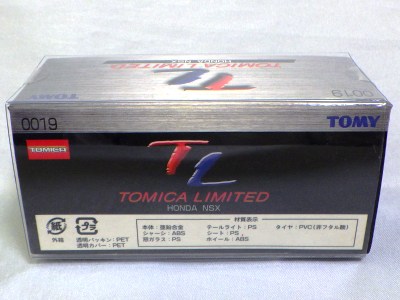 TOMICA LIMITED
HONDA NSX
0019
0019
TOMY
TOMICA
TL
TOMICA LIMITED
HONDA NSX
材質表示
紙
外箱
プラ
透明パッキン：PET
透明カバー：PET
本体：亜鉛合金
シャーシ：ABS
窓ガラス：PS
テールライト：PS
シート：PS
ホイール：ABS
タイヤ：PVC(非フタル酸)